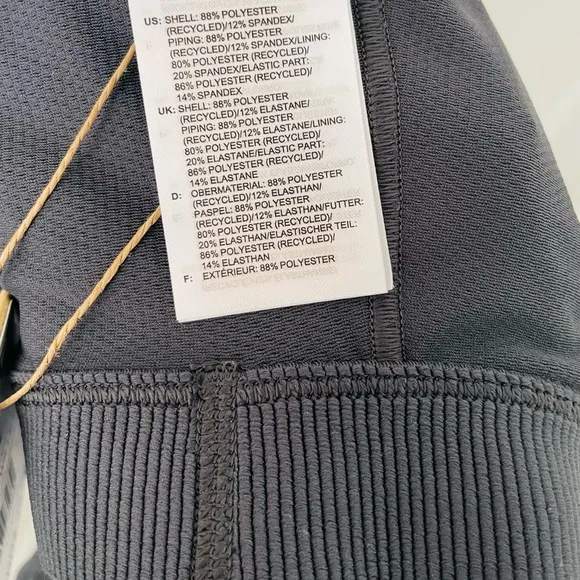 US: SHELL: 88% POLYESTER
(RECYCLED)/12% SPANDEX/
PIPING: 88% POLYESTER
(RECYCLED)/12% SPANDEX/LINING:
80% POLYESTER (RECYCLED)/
20% SPANDEX/ELASTIC PART:
86% POLYESTER (RECYCLED)/
14% SPANDEX
UK: SHELL: 88% POLYESTER
(RECYCLED)/12% ELASTANE/
PIPING: 88% POLYESTER
(RECYCLED)/12% ELASTANE/LINING:
80% POLYESTER (RECYCLED)/
20% ELASTANE/ELASTIC PART:
86% POLYESTER (RECYCLED)/
14% ELASTANE
D: OBERMATERIAL: 88% POLYESTER
(RECYCLED)/12% ELASTHAN/
PASPEL: 88% POLYESTER
(RECYCLED)/12% ELASTHAN/FUTTER:
80% POLYESTER (RECYCLED)/
20% ELASTHAN/ELASTISCHER TEIL:
86% POLYESTER (RECYCLED)/
14% ELASTHAN
F: EXTÉRIEUR: 88% POLYESTER